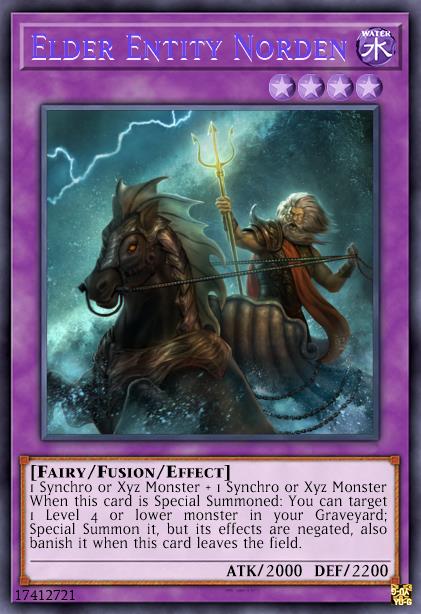 ELDER ENTITY NORDEN
WATER
水
[FAIRY/FUSION/EFFECT]
1 Synchro or Xyz Monster + 1 Synchro or Xyz Monster
When this card is Special Summoned: You can target
1 Level 4 or lower monster in your Graveyard;
Special Summon it, but its effects are negated, also
banish it when this card leaves the field.
ATK/2000 DEF/2200
17412721